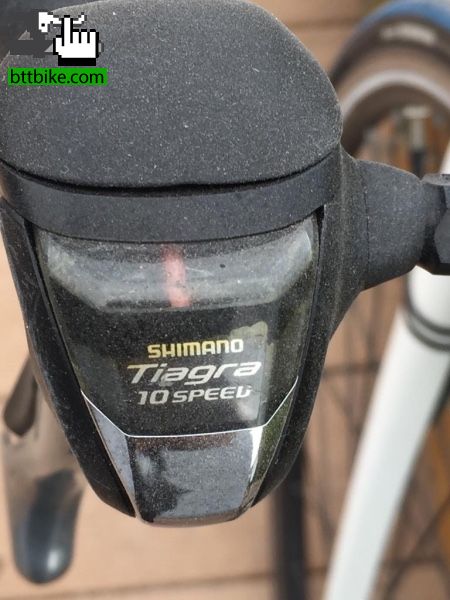 bttbike.com
SHIMANO
Tiagra
10 SPEED